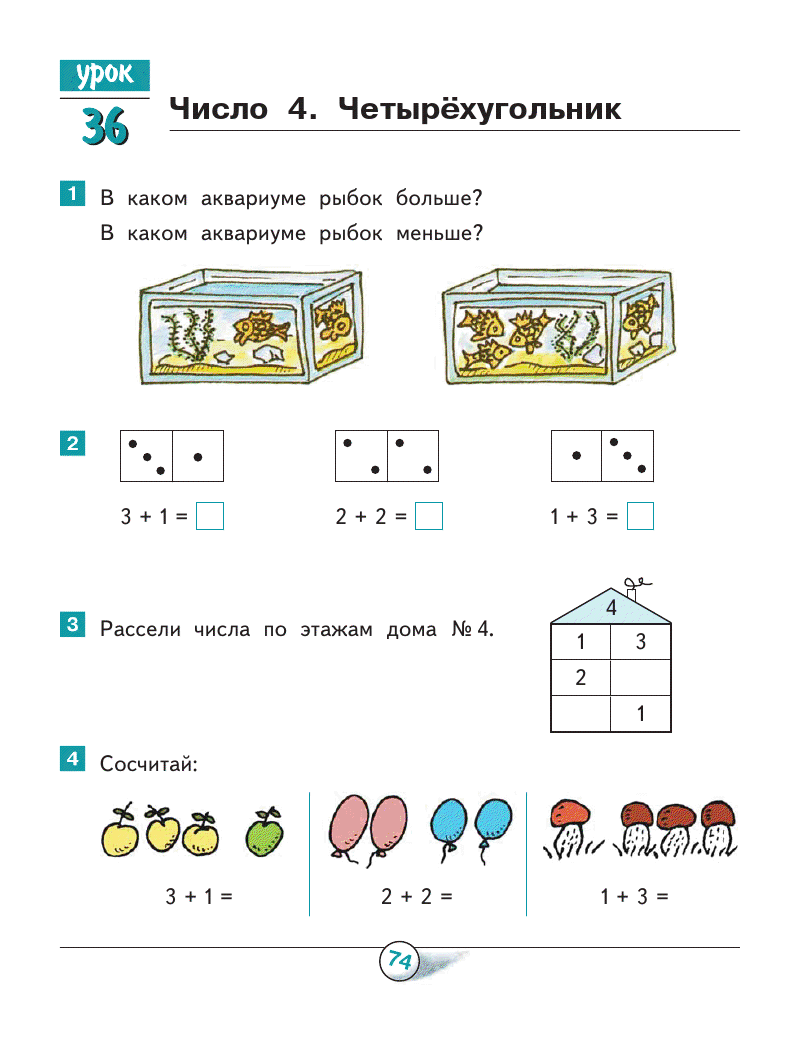 урок
36
Число 4. Четырёхугольник
1 В каком аквариуме рыбок больше?
В каком аквариуме рыбок меньше?
2
3 + 1 = 2 + 2 = 1 + 3 =
3 Рассели числа по этажам дома № 4.
4
1 3
2
1
4 Сосчитай:
3 + 1 = 2 + 2 = 1 + 3 =
74